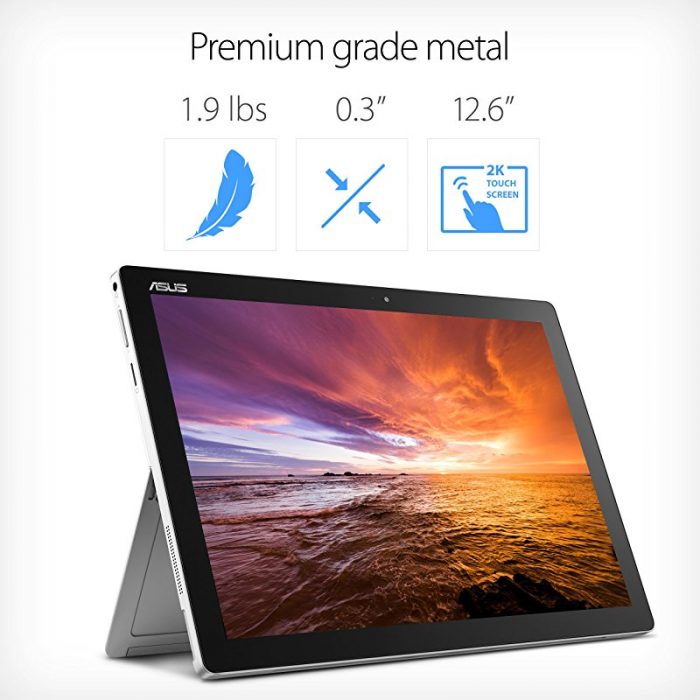 Premium grade metal
1.9 lbs 0.3” 12.6”
2K
TOUCH
SCREEN
ASUS